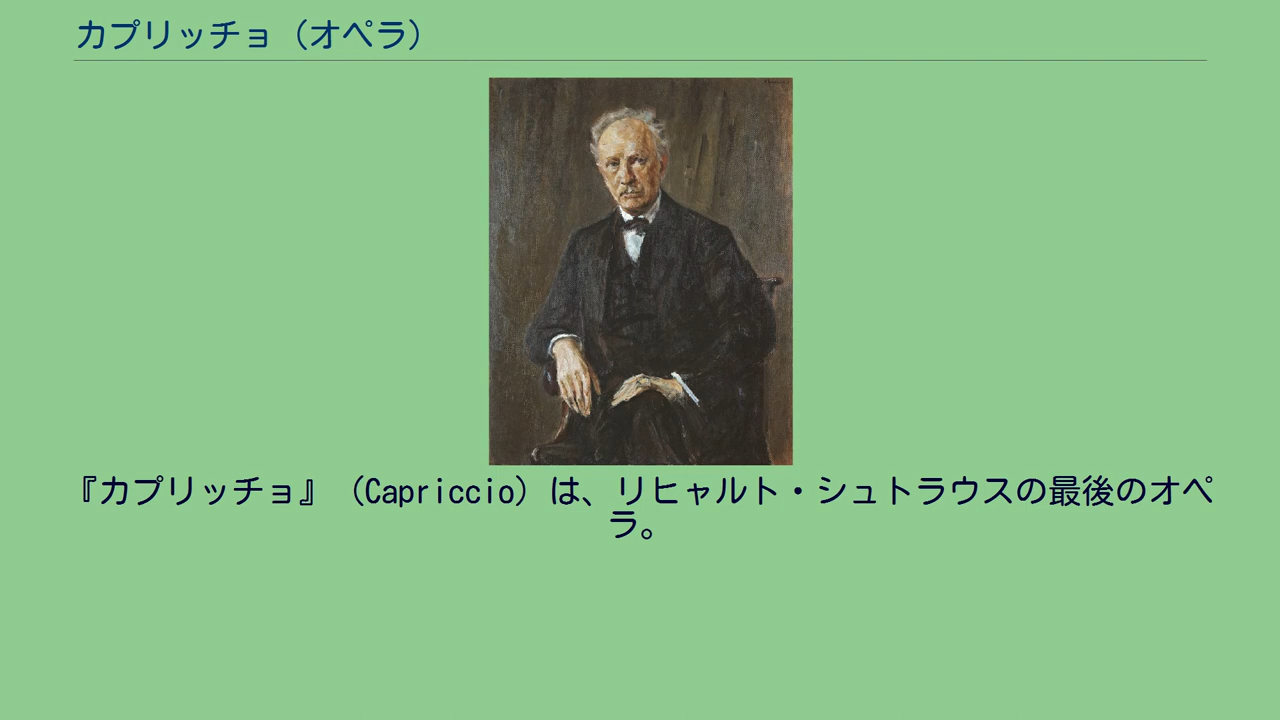 カプリッチョ（オペラ）
『カプリッチョ』（Capriccio）は、リヒャルト・シュトラウスの最後のオペ
ラ。